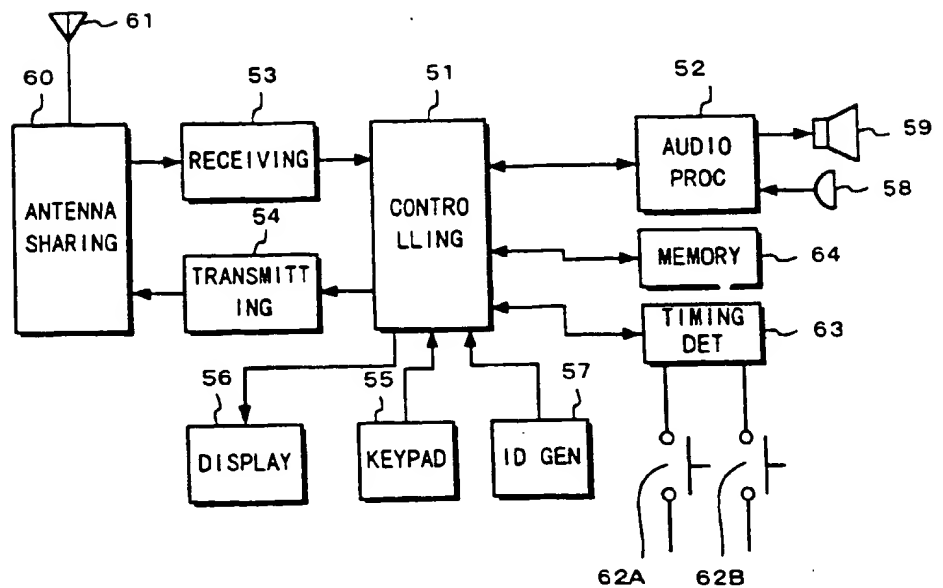 61
60
53
51
52
RECEIVING
AUDIO
PROC
59
58
ANTENNA
SHARING
CONTRO
LLING
54
TRANSMITT
ING
MEMORY
64
TIMING
DET
63
56
55
57
DISPLAY
KEYPAD
ID GEN
62A
62B